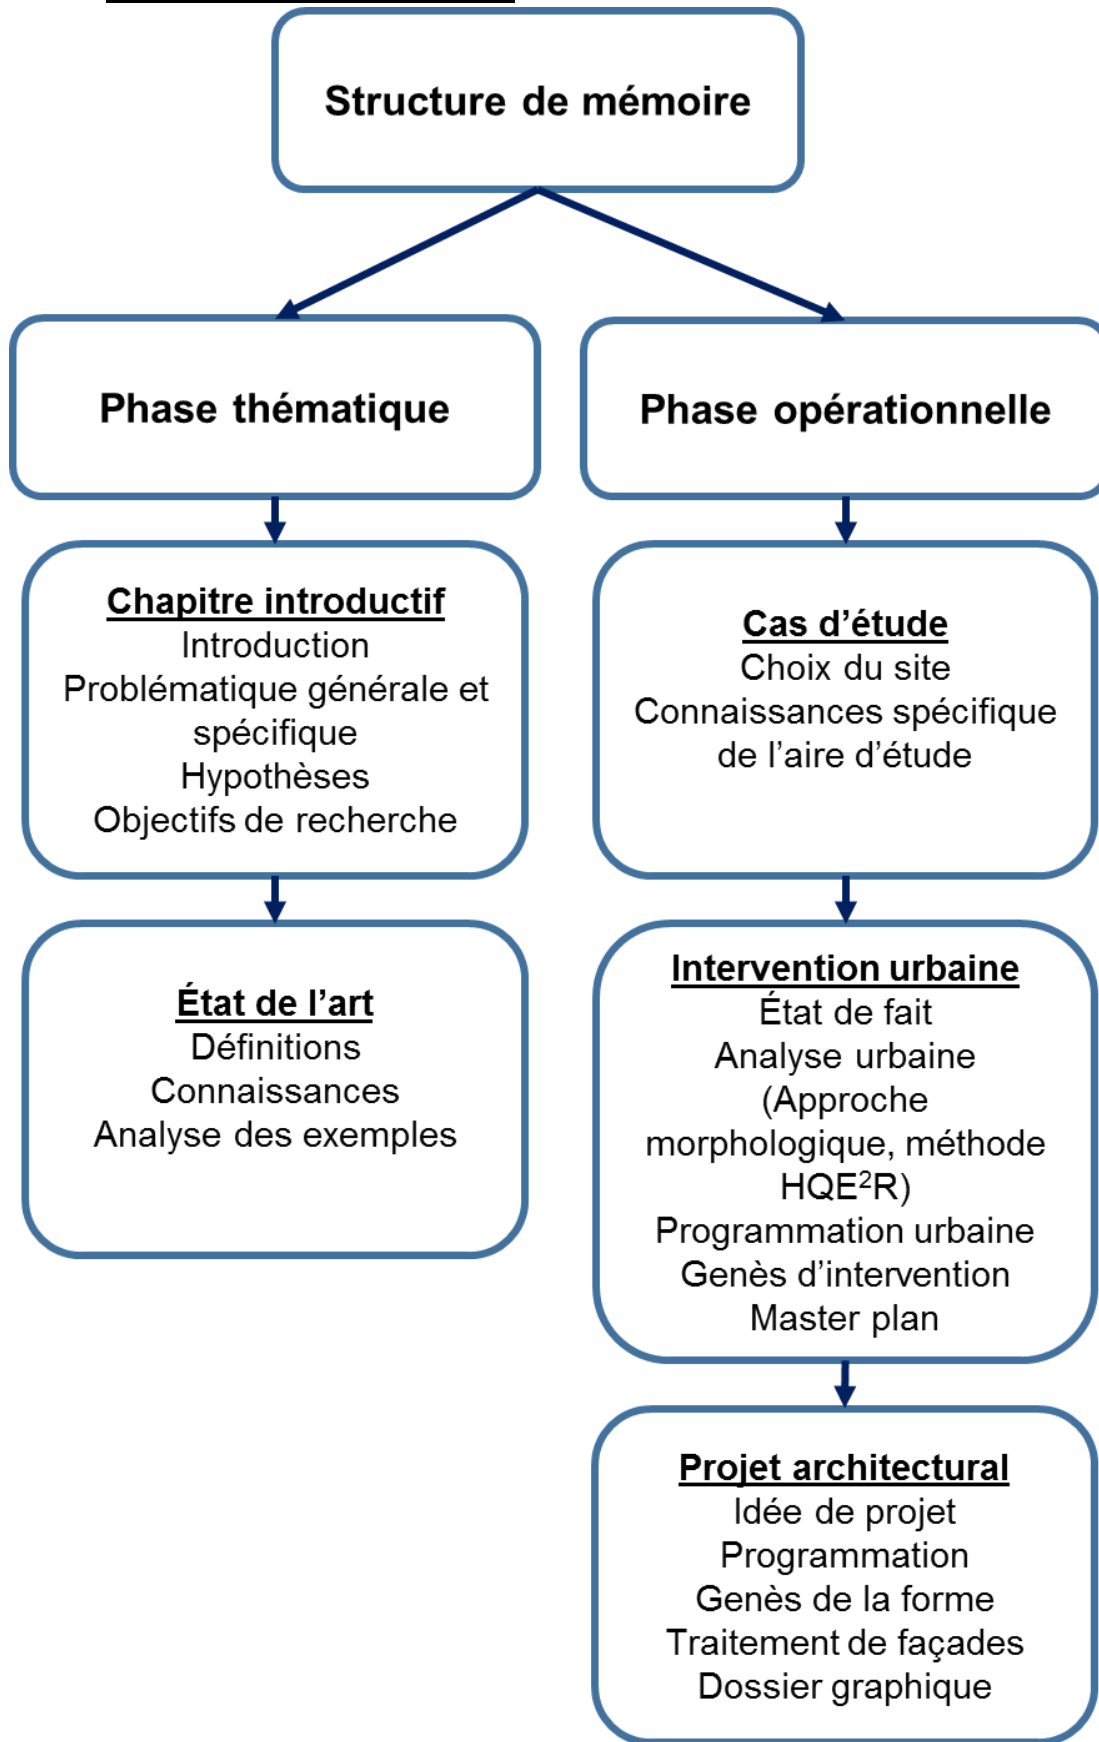 Structure de mémoire
Phase thématique
Phase opérationnelle
Chapitre introductif
Introduction
Problématique générale et
spécifique
Hypothèses
Objectifs de recherche
Cas d’étude
Choix du site
Connaissances spécifique
de l’aire d’étude
État de l’art
Définitions
Connaissances
Analyse des exemples
Intervention urbaine
État de fait
Analyse urbaine
(Approche
morphologique, méthode
HQE²R)
Programmation urbaine
Genès d’intervention
Master plan
Projet architectural
Idée de projet
Programmation
Genès de la forme
Traitement de façades
Dossier graphique